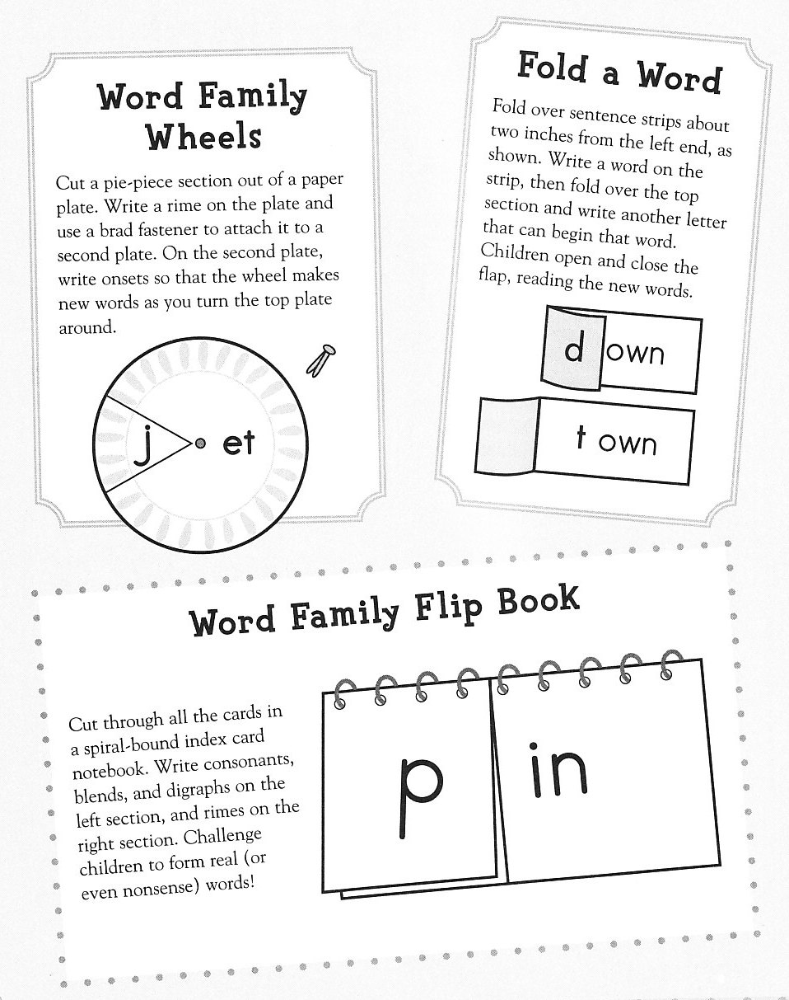 Word Family
Wheels
Cut a pie-piece section out of a paper
plate. Write a rime on the plate and
use a brad fastener to attach it to a
second plate. On the second plate,
write onsets so that the wheel makes
new words as you turn the top plate
around.
j et
Fold a Word
Fold over sentence strips about
two inches from the left end, as
shown. Write a word on the
strip, then fold over the top
section and write another letter
that can begin that word.
Children open and close the
flap, reading the new words.
d own
t own
Word Family Flip Book
Cut through all the cards in
a spiral-bound index card
notebook. Write consonants,
blends, and digraphs on the
left section, and rimes on the
right section. Challenge
children to form real (or
even nonsense) words!
p in